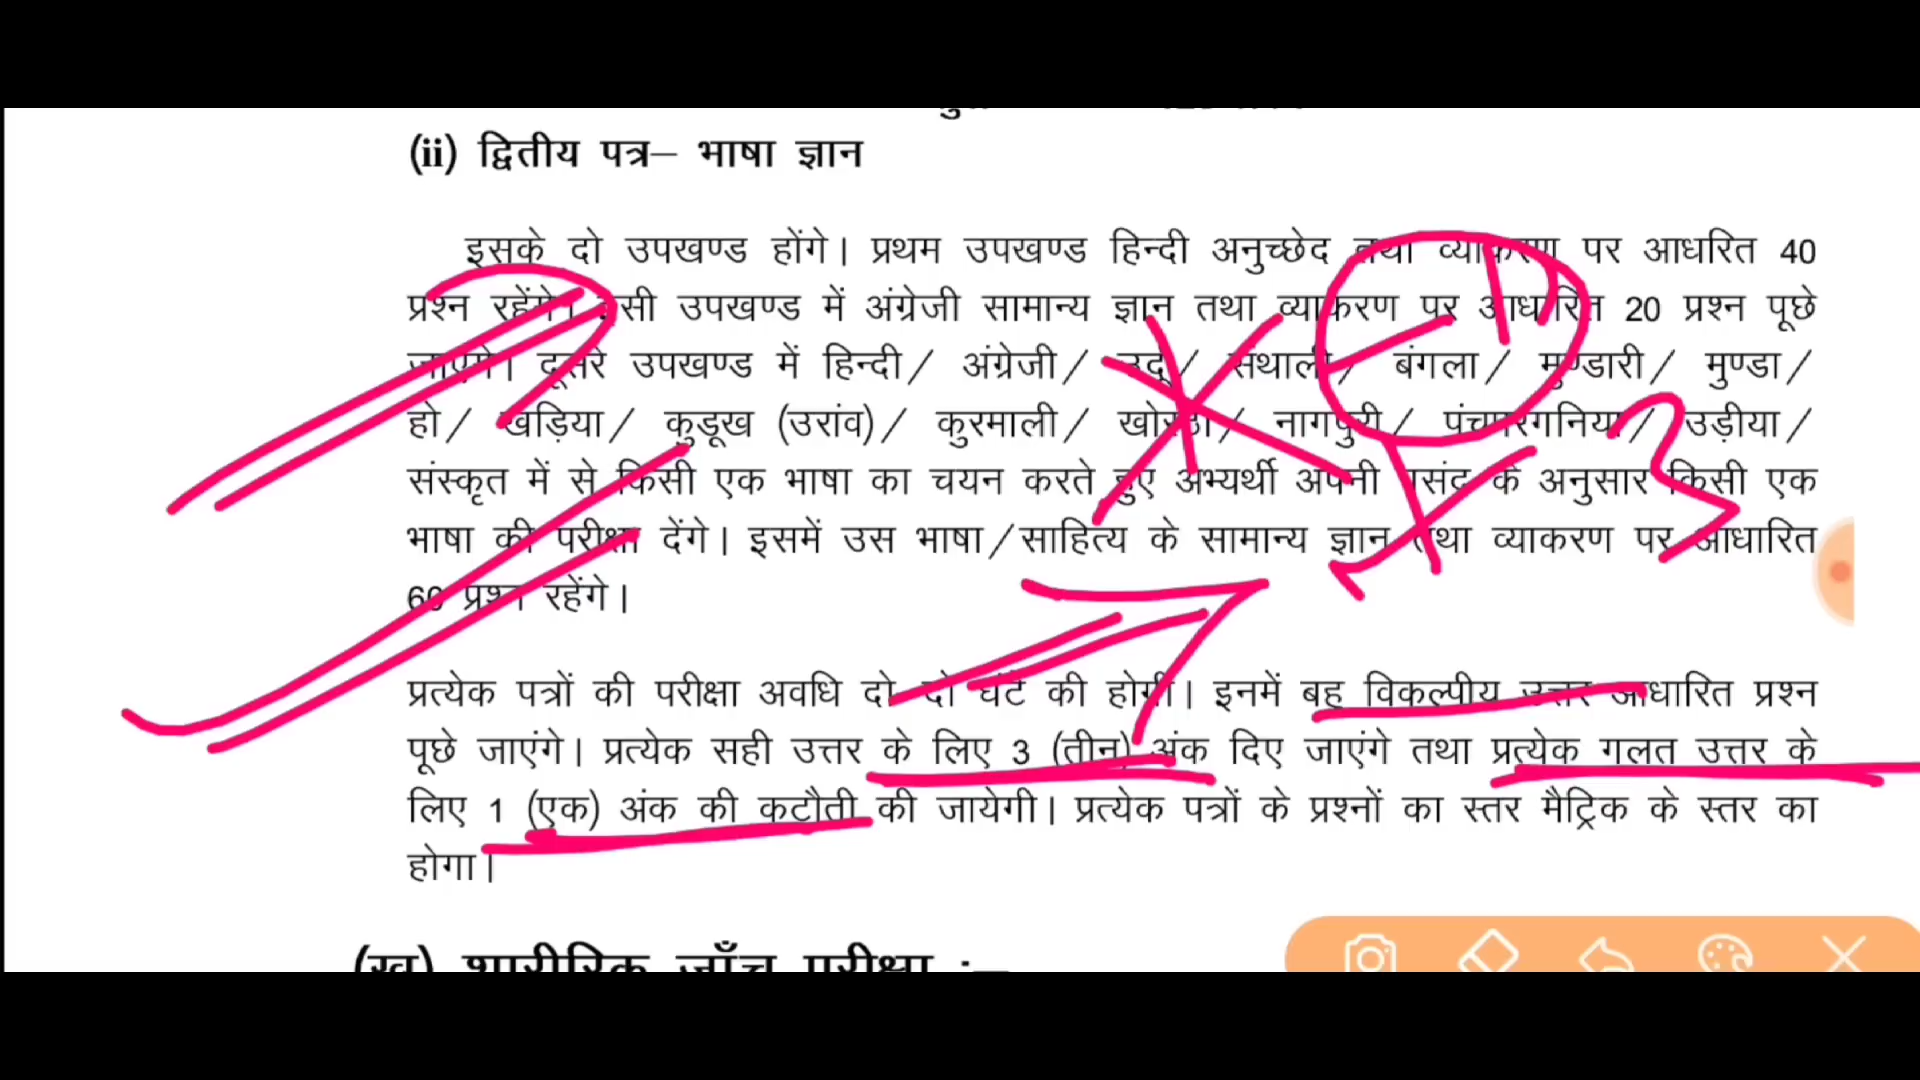 (ii) द्वितीय पत्र– भाषा ज्ञान
इसके दो उपखण्ड होंगे। प्रथम उपखण्ड हिन्दी अनुच्छेद तथा व्याकरण पर आधरित 40
प्रश्न रहेंगे। इसी उपखण्ड में अंग्रेजी सामान्य ज्ञान तथा व्याकरण पर आधारित 20 प्रश्न पूछे
जाएंगे। दूसरे उपखण्ड में हिन्दी/ अंग्रेजी/ उर्दू/ संथाली/ बंगला/ मुण्डारी/ मुण्डा/
हो/ खड़िया/ कुडूख (उरांव)/ कुरमाली/ खोरठा/ नागपुरी/ पंचपरगनिया/ उड़ीया/
संस्कृत में से किसी एक भाषा का चयन करते हुए अभ्यर्थी अपनी पसंद के अनुसार किसी एक
भाषा की परीक्षा देंगे। इसमें उस भाषा/साहित्य के सामान्य ज्ञान तथा व्याकरण पर आधारित
60 प्रश्न रहेंगे।
प्रत्येक पत्रों की परीक्षा अवधि दो दो घंटे की होगी। इनमें बह विकल्पीय उत्तर आधारित प्रश्न
पूछे जाएंगे। प्रत्येक सही उत्तर के लिए 3 (तीन) अंक दिए जाएंगे तथा प्रत्येक गलत उत्तर के
लिए 1 (एक) अंक की कटौती की जायेगी। प्रत्येक पत्रों के प्रश्नों का स्तर मैट्रिक के स्तर का
होगा।
(ख) शारीरिक जाँच परीक्षा :–